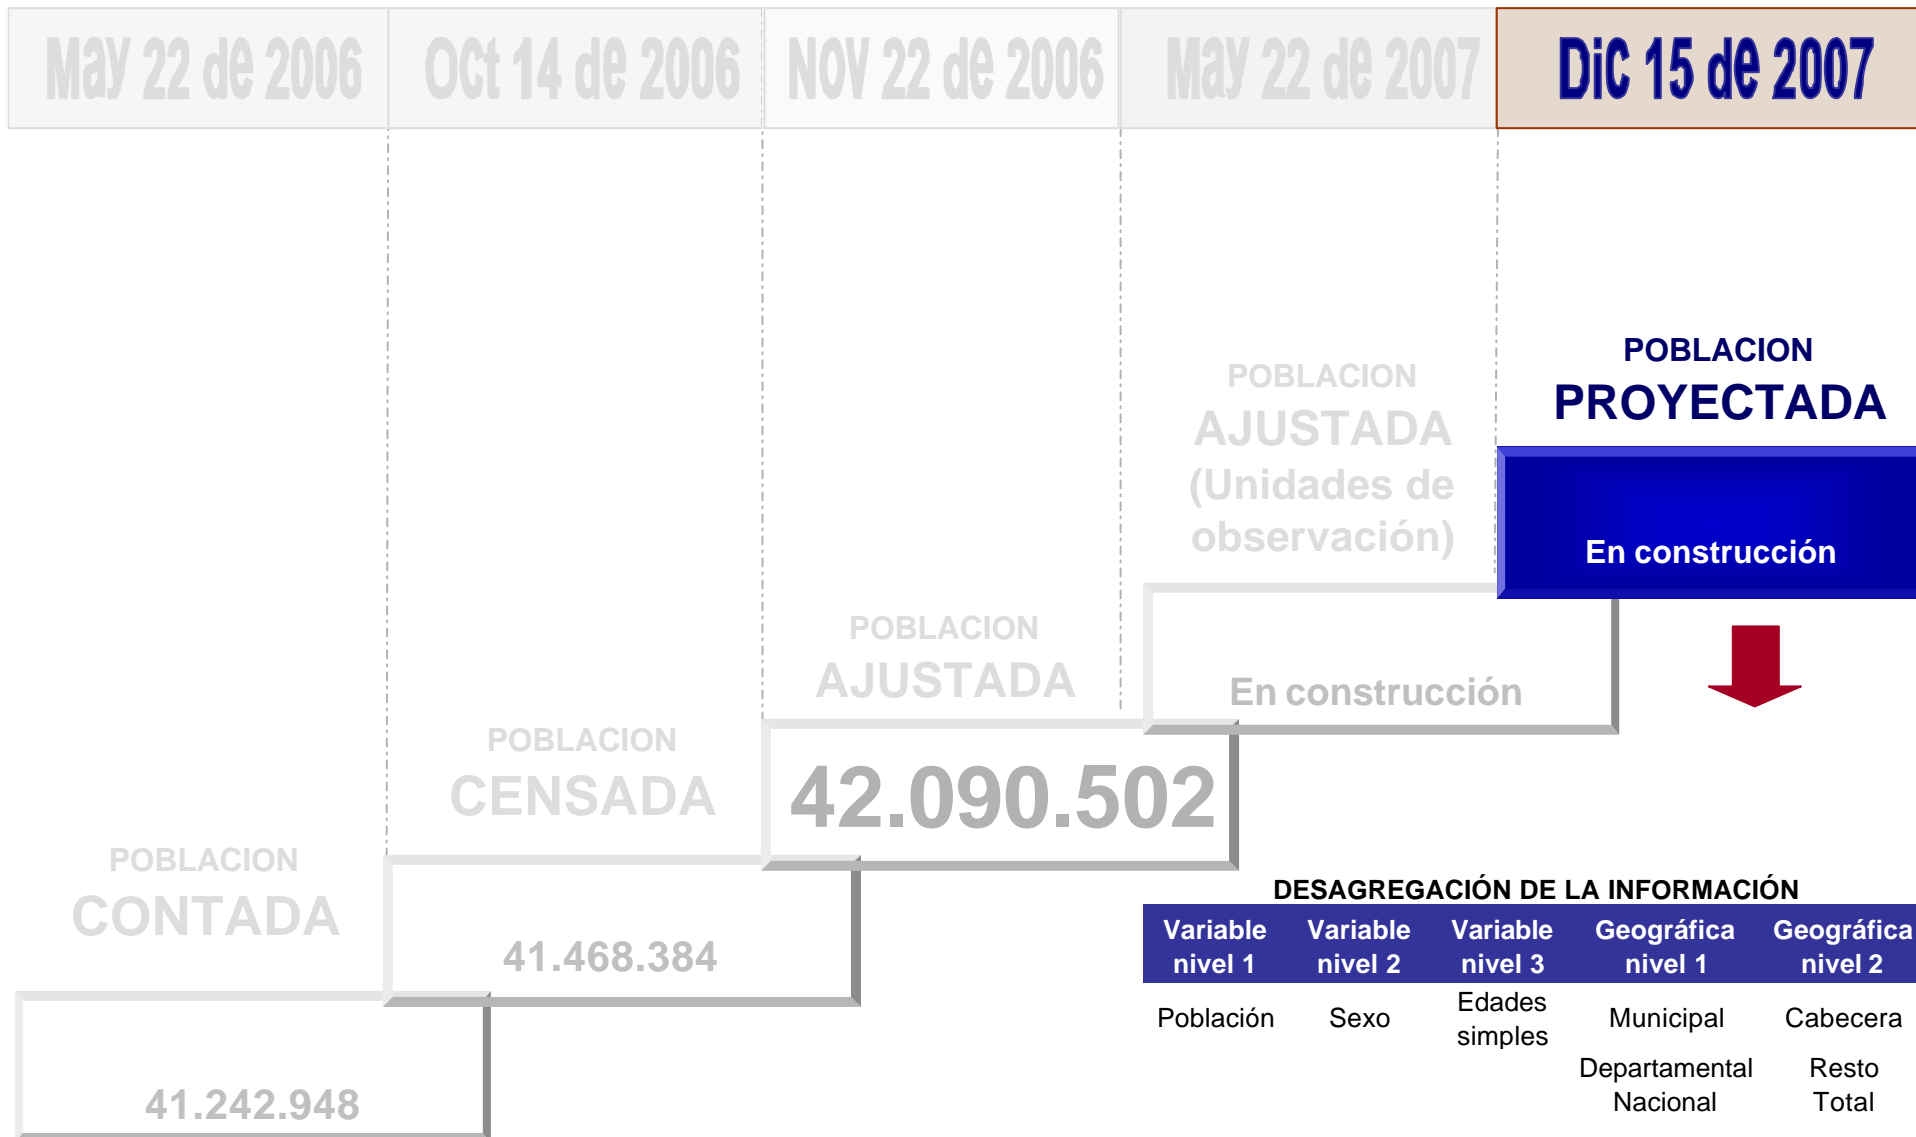 May 22 de 2006
Oct 14 de 2006
Nov 22 de 2006
May 22 de 2007
Dic 15 de 2007
POBLACION
CONTADA
41.242.948
POBLACION
CENSADA
41.468.384
POBLACION
AJUSTADA
42.090.502
POBLACION
AJUSTADA
(Unidades de
observación)
En construcción
POBLACION
PROYECTADA
En construcción
DESAGREGACIÓN DE LA INFORMACIÓN
Variable nivel 1 Variable nivel 2 Variable nivel 3 Geográfica nivel 1 Geográfica nivel 2
Población Sexo Edades simples Municipal Cabecera
Departamental Resto
Nacional Total